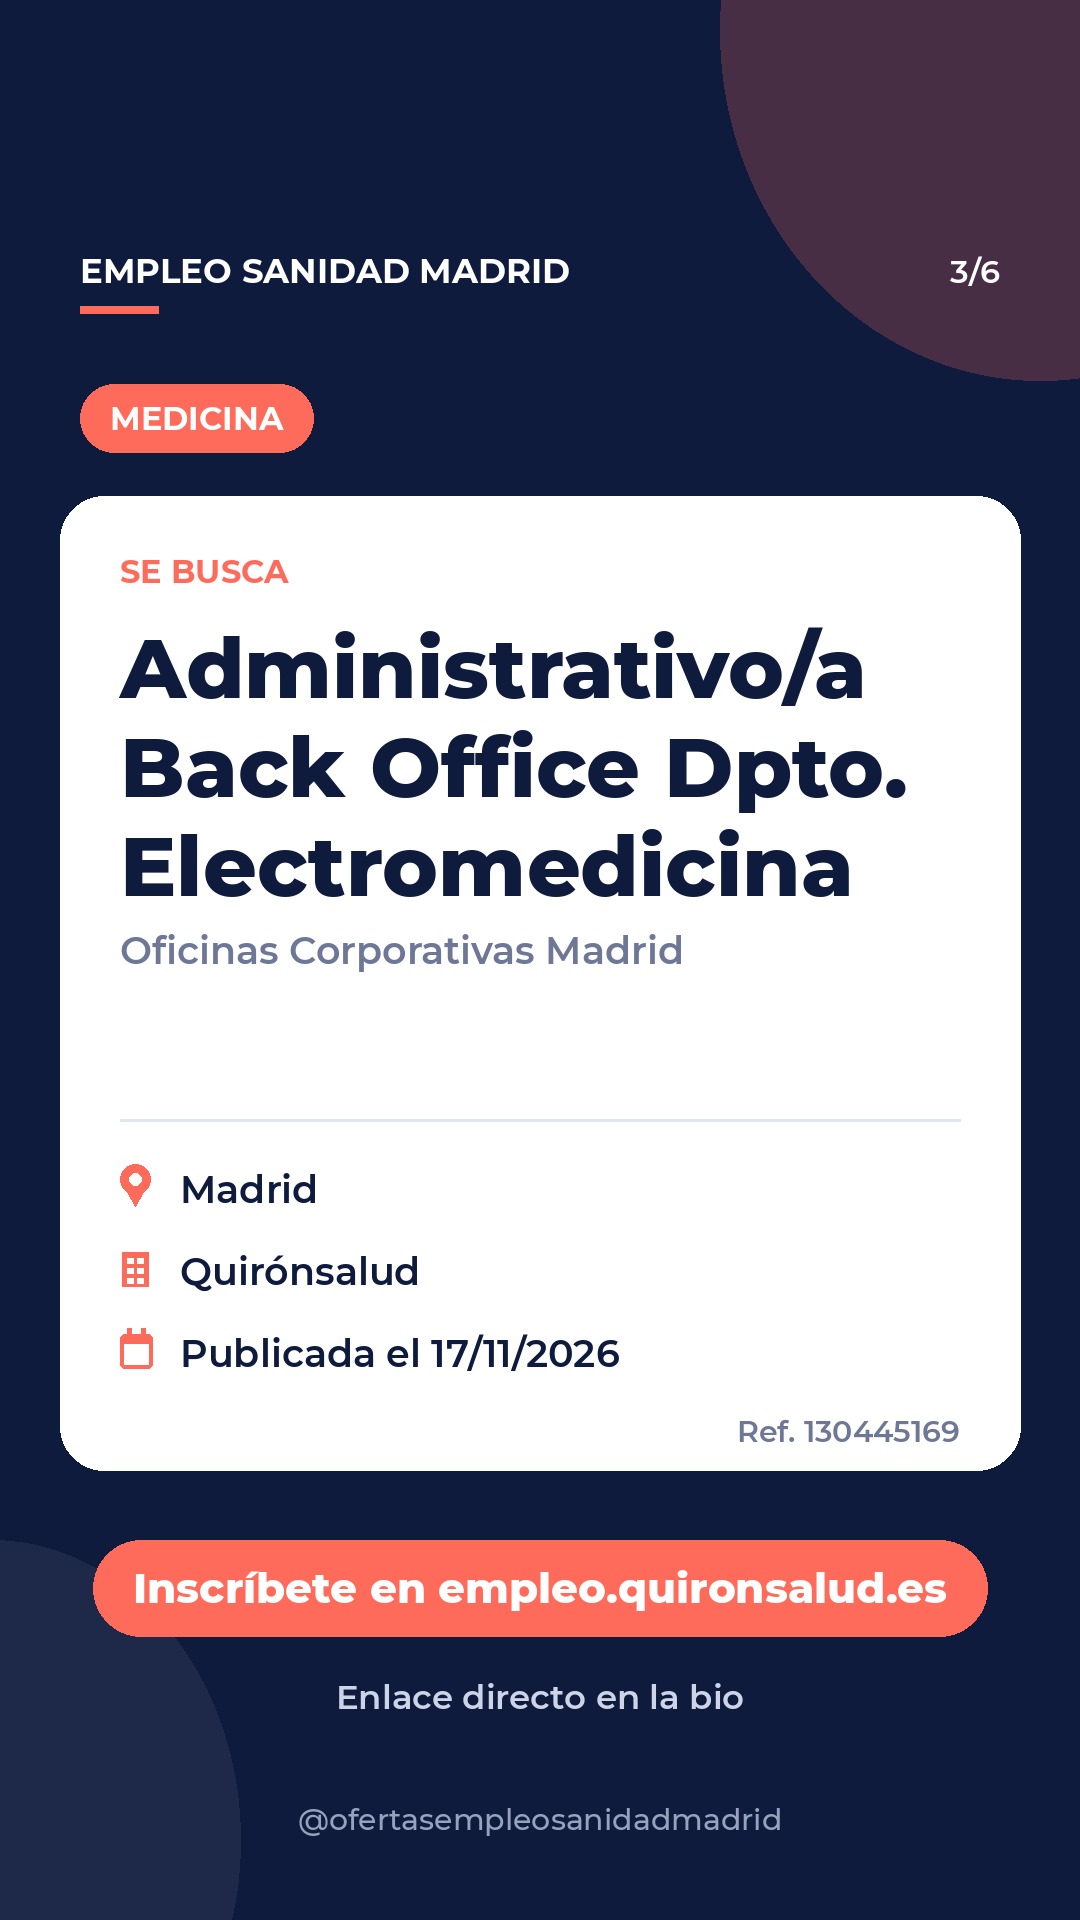 EMPLEO SANIDAD MADRID
3/6
MEDICINA
SE BUSCA
Administrativo/a
Back Office Dpto.
Electromedicina
Oficinas Corporativas Madrid
Madrid
Quirónsalud
Publicada el 17/11/2026
Ref. 130445169
Inscríbete en empleo.quironsalud.es
Enlace directo en la bio
@ofertasempleosanidadmadrid